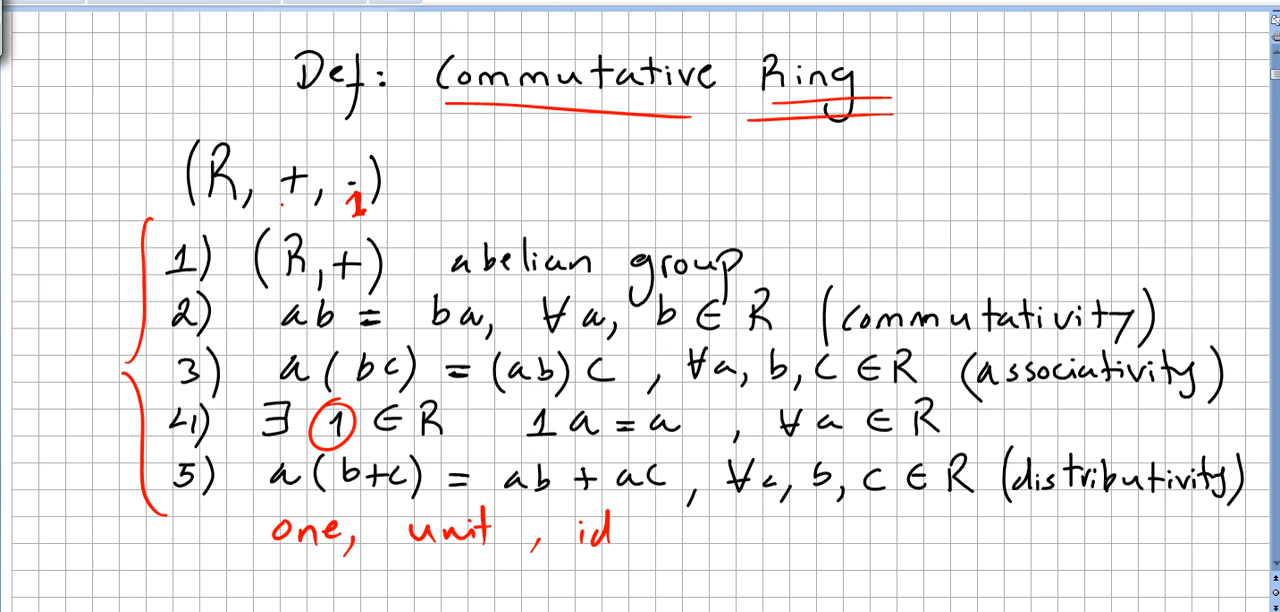 Def: Commutative Ring
(R, +, ·)
1
1) (R,+) abelian group
2) ab = ba, ∀a, b ∈ R (commutativity)
3) a(bc) = (ab)c, ∀a, b, c ∈ R (associativity)
4) ∃ 1 ∈ R 1a = a, ∀a ∈ R
5) a(b+c) = ab + ac, ∀a, b, c ∈ R (distributivity)
one, unit, id